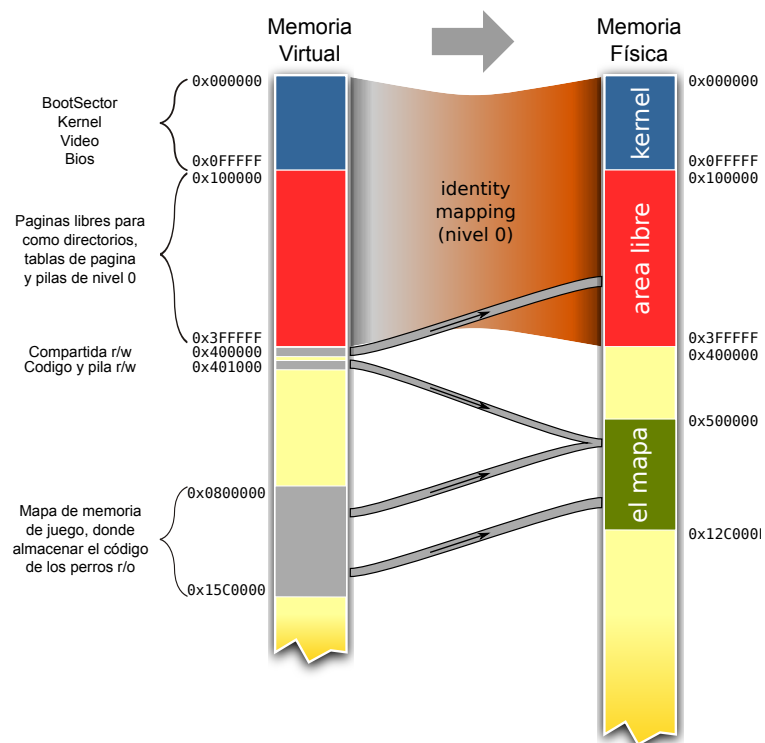 Memoria
Virtual
Memoria
Física
0x000000
0x000000
BootSector
Kernel
Video
Bios
kernel
0x0FFFFF
0x0FFFFF
0x100000
0x100000
identity
mapping
(nivel 0)
Paginas libres para
como directorios,
tablas de pagina
y pilas de nivel 0
area libre
0x3FFFFF
0x3FFFFF
Compartida r/w
0x400000
0x400000
Codigo y pila r/w
0x401000
0x500000
el mapa
0x0800000
Mapa de memoria
de juego, donde
almacenar el código
de los perros r/o
0x12C000
0x15C0000